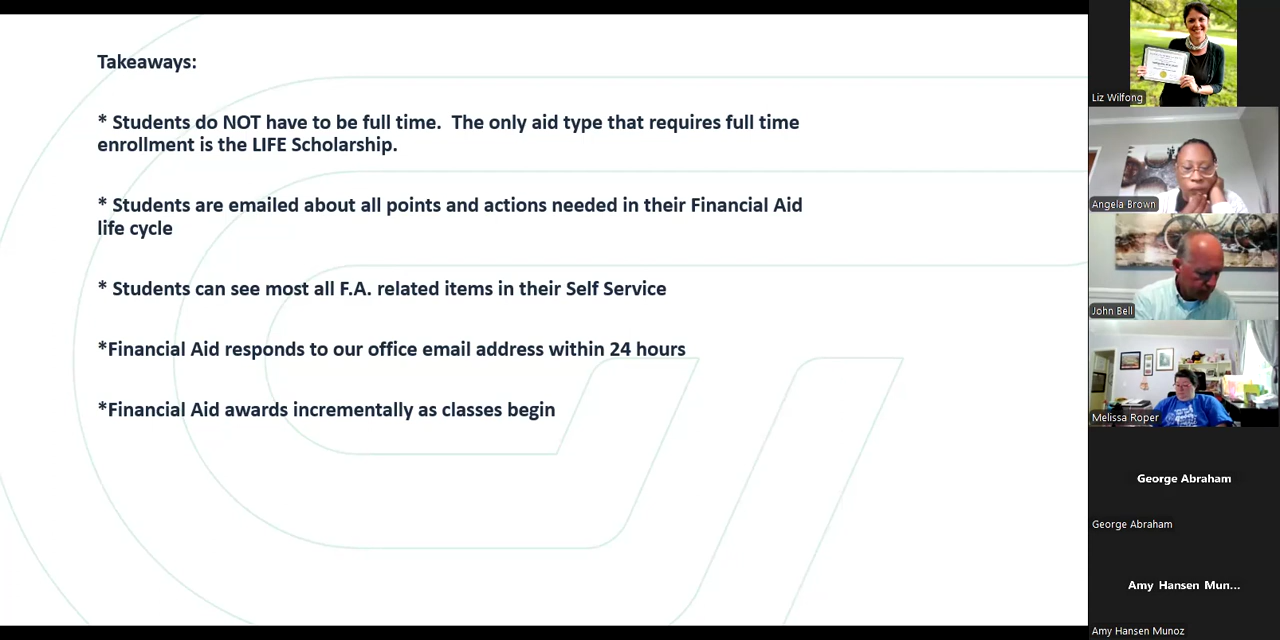 Takeaways:
* Students do NOT have to be full time.  The only aid type that requires full time
enrollment is the LIFE Scholarship.
* Students are emailed about all points and actions needed in their Financial Aid
life cycle
* Students can see most all F.A. related items in their Self Service
*Financial Aid responds to our office email address within 24 hours
*Financial Aid awards incrementally as classes begin
Liz Wilfong
Angela Brown
John Bell
Melissa Roper
George Abraham
George Abraham
Amy Hansen Mun...
Amy Hansen Munoz